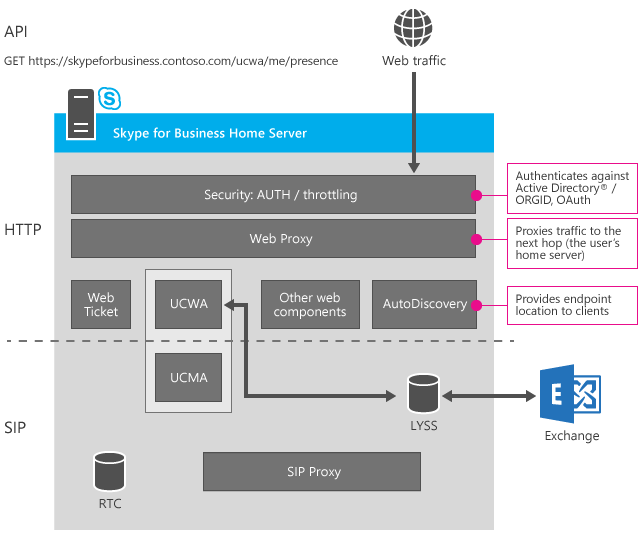 API
GET https://skypeforbusiness.contoso.com/ucwa/me/presence
Web traffic
S
Skype for Business Home Server
Security: AUTH / throttling
Authenticates against
Active Directory® /
ORGID, OAuth
HTTP
Web Proxy
Proxies traffic to the
next hop (the user's
home server)
Web
Ticket
UCWA
Other web
components
AutoDiscovery
Provides endpoint
location to clients
UCMA
SIP
LYSS
E
Exchange
RTC
SIP Proxy